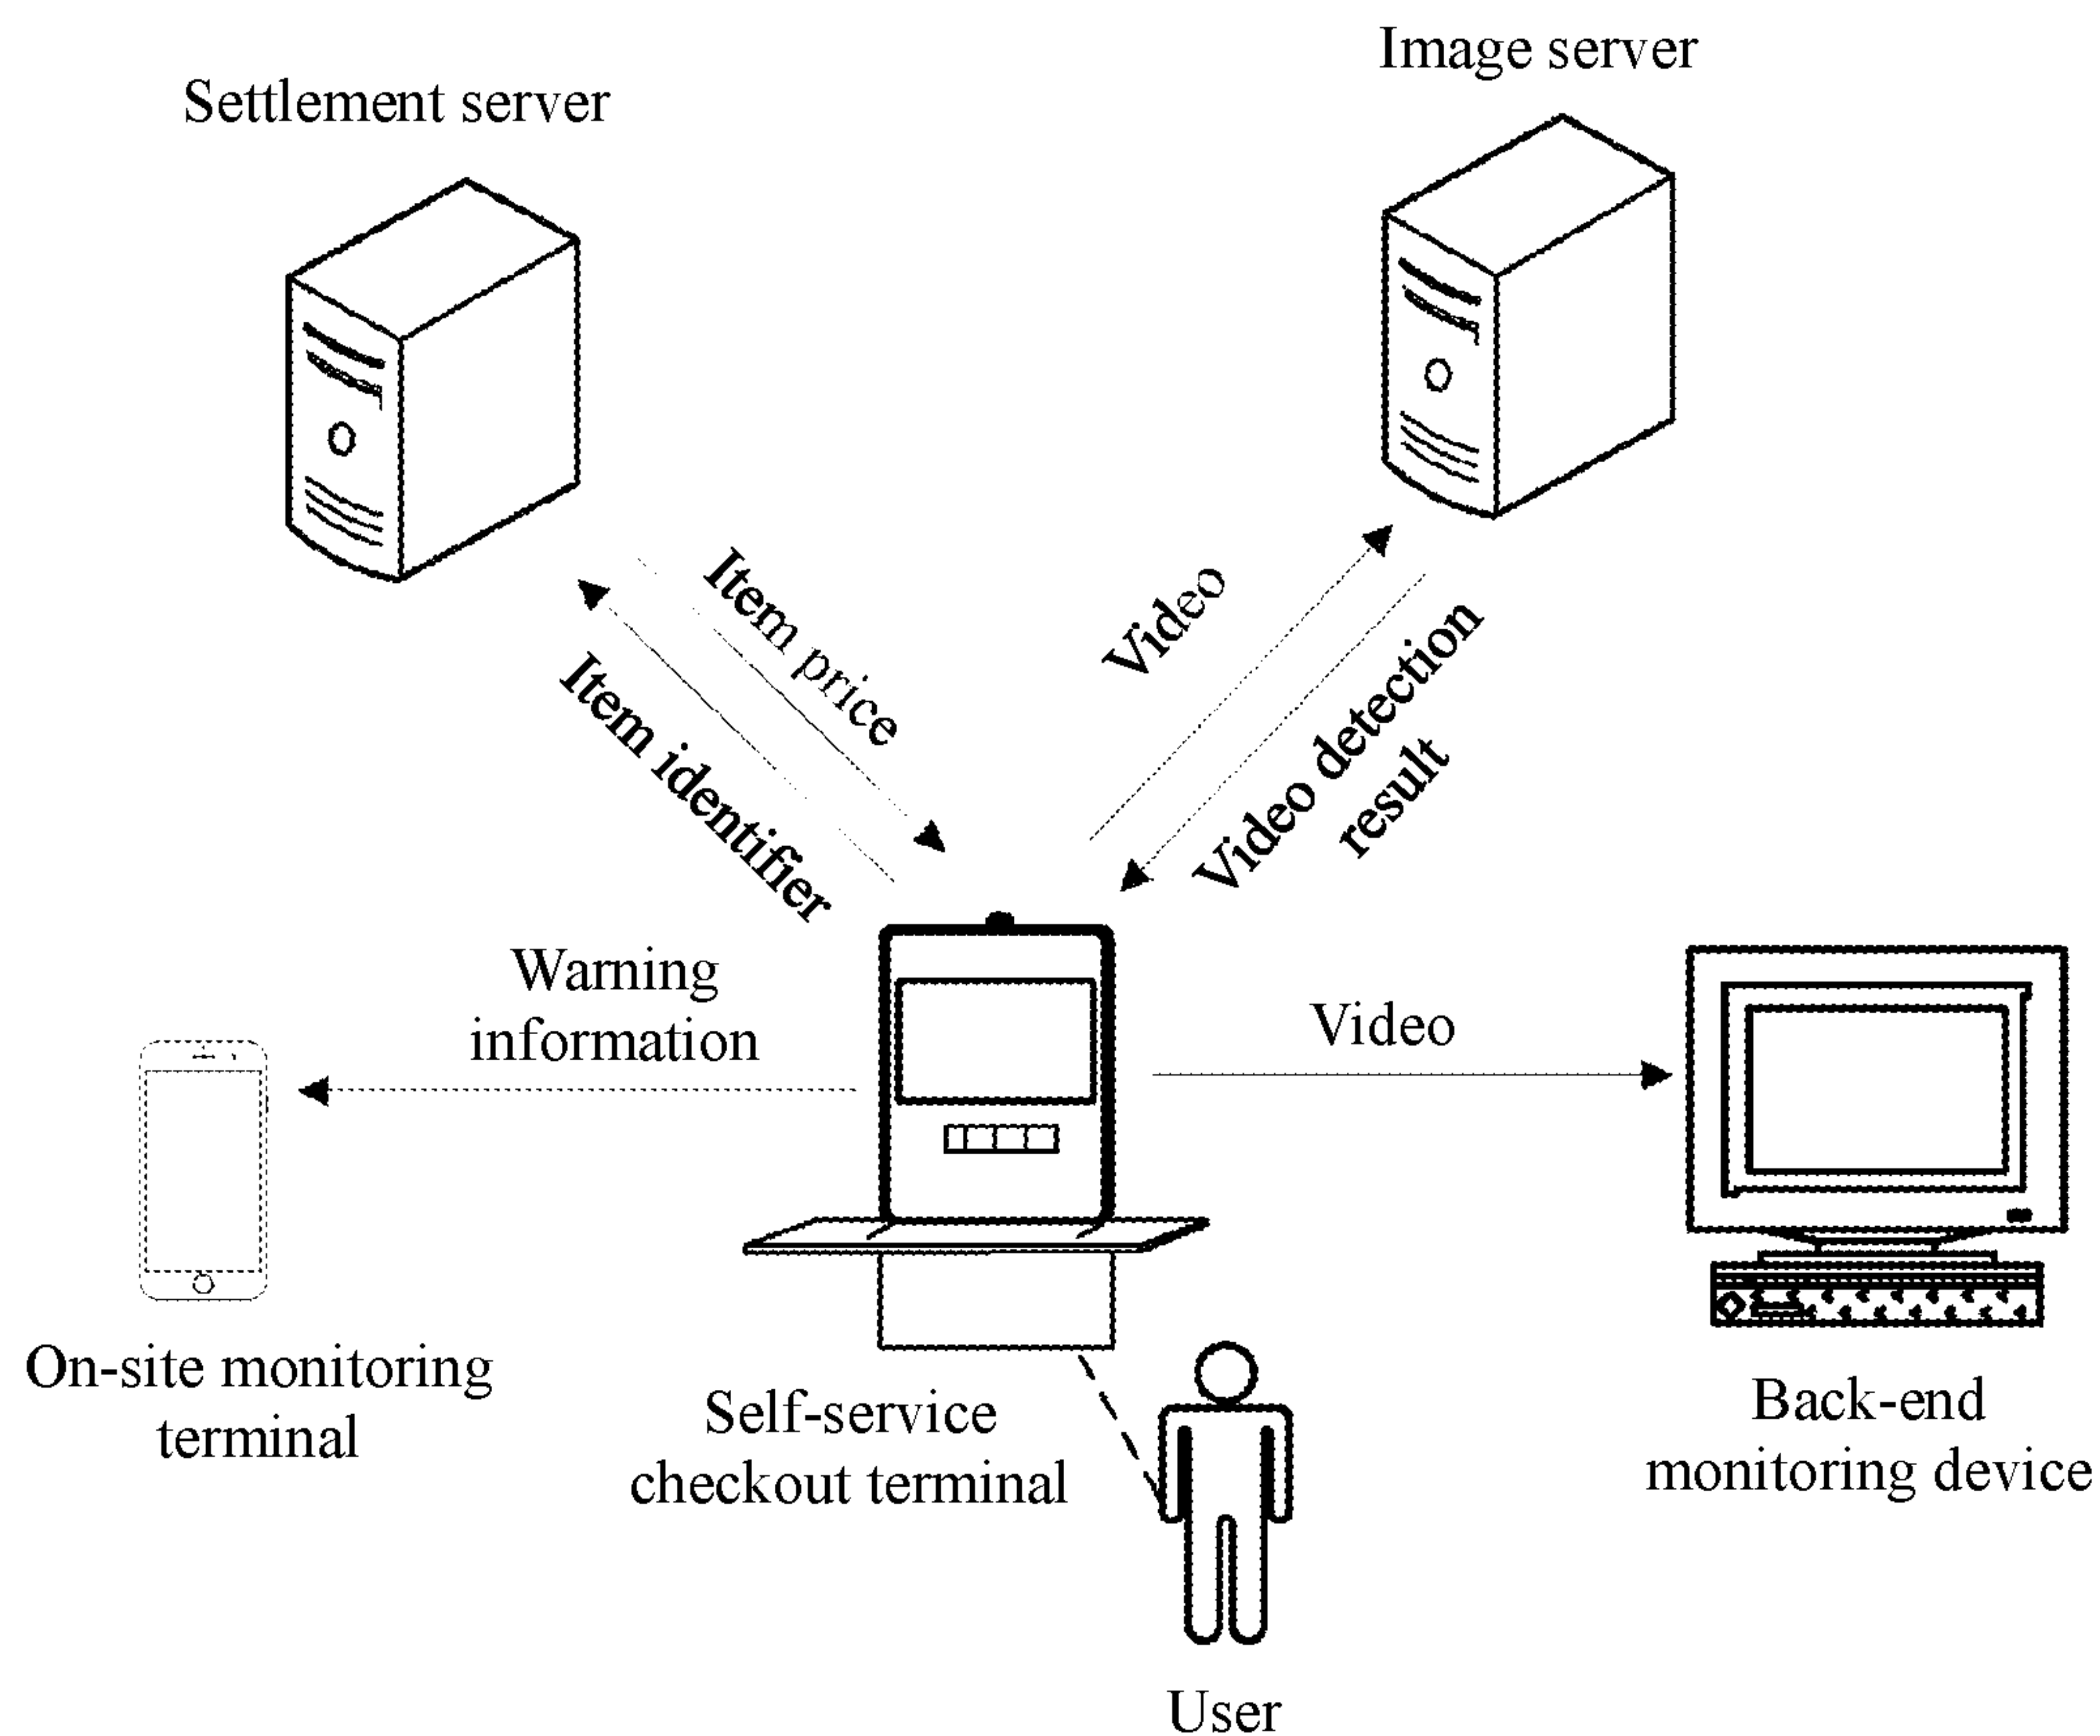 Image server
Settlement server
Item price
Item identifier
Video
Video detection
result
Warning
information
Video
On-site monitoring
terminal
Self-service
checkout terminal
Back-end
monitoring device
User